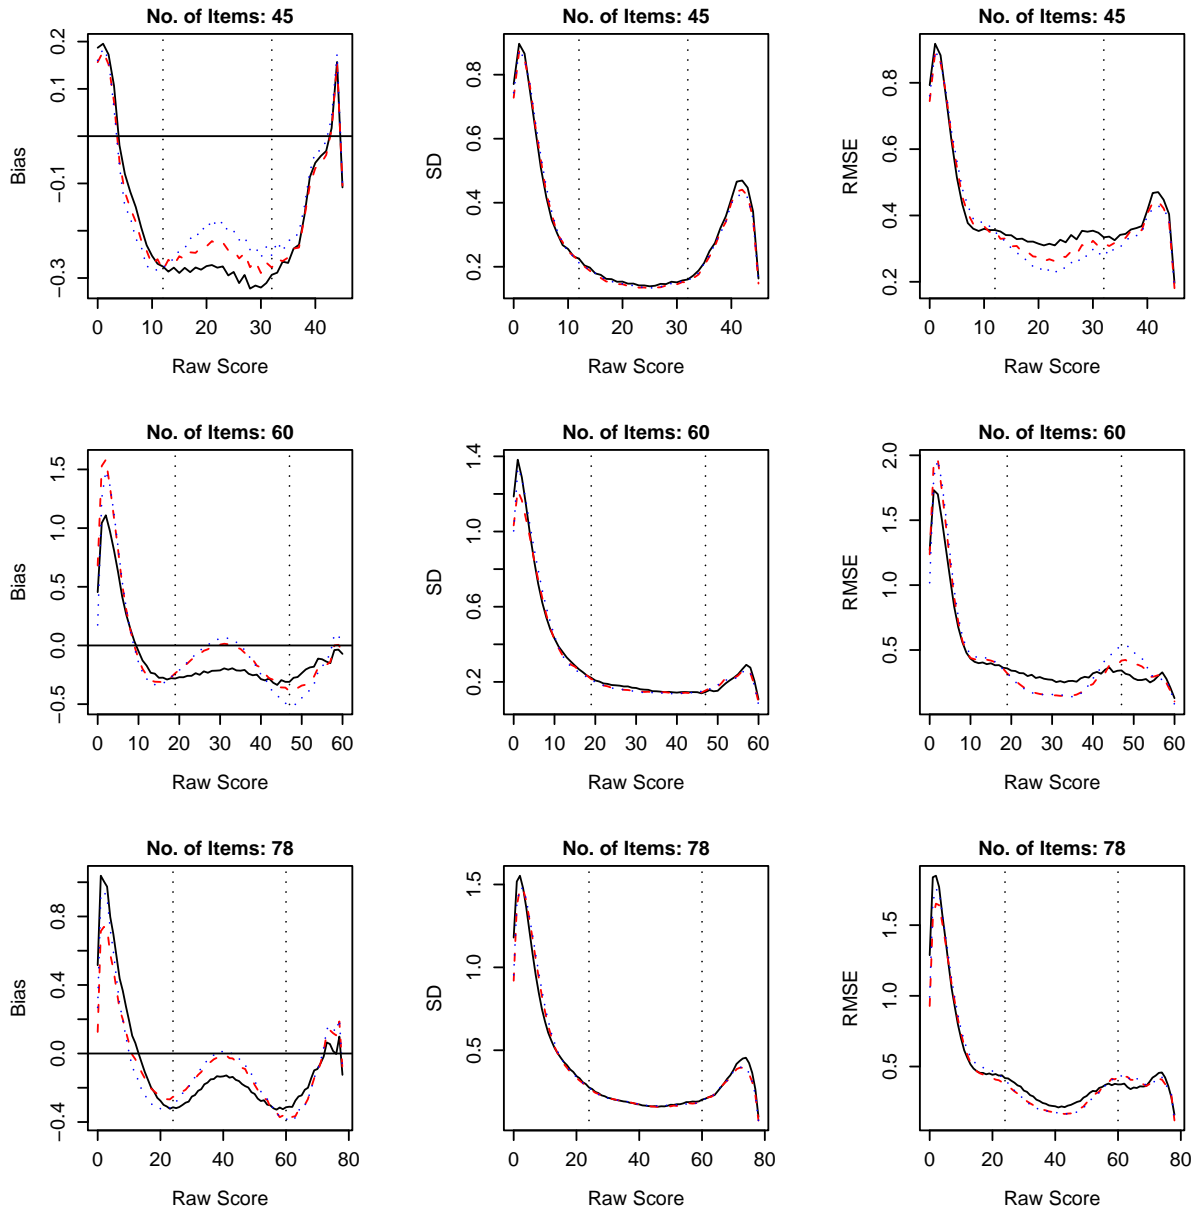 No. of Items: 45
Bias
0.2
0.1
−0.1
−0.3
0 10 20 30 40
Raw Score
No. of Items: 45
SD
0.8
0.6
0.4
0.2
0 10 20 30 40
Raw Score
No. of Items: 45
RMSE
0.8
0.6
0.4
0.2
0 10 20 30 40
Raw Score
No. of Items: 60
Bias
1.5
1.0
0.5
0.0
−0.5
0 10 20 30 40 50 60
Raw Score
No. of Items: 60
SD
1.4
1.0
0.6
0.2
0 10 20 30 40 50 60
Raw Score
No. of Items: 60
RMSE
2.0
1.5
1.0
0.5
0 10 20 30 40 50 60
Raw Score
No. of Items: 78
Bias
0.8
0.4
0.0
−0.4
0 20 40 60 80
Raw Score
No. of Items: 78
SD
1.5
1.0
0.5
0 20 40 60 80
Raw Score
No. of Items: 78
RMSE
1.5
1.0
0.5
0 20 40 60 80
Raw Score